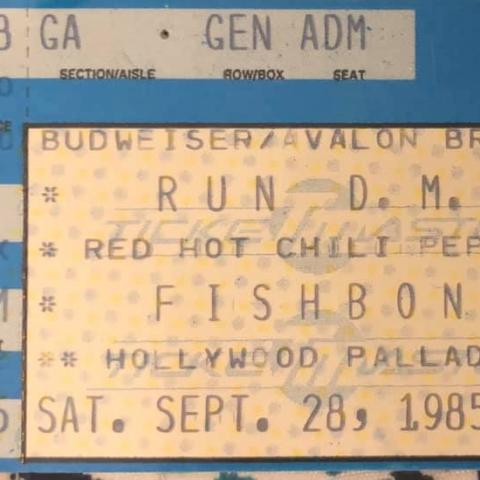 GA GEN ADM
SECTION/AISLE ROW/BOX SEAT
BUDWEISER/AVALON BR
* RUN D.M.
* RED HOT CHILI PEP
* FISHBON
** HOLLYWOOD PALLAD
SAT. SEPT. 28, 1985